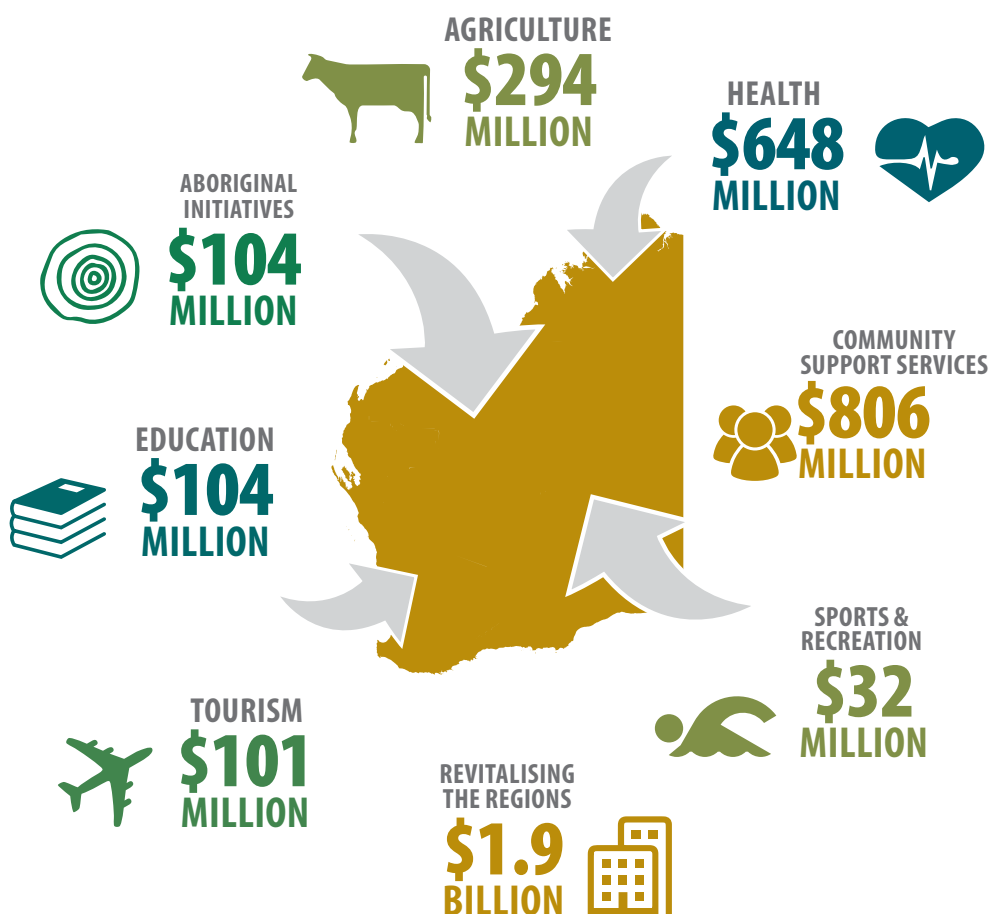 AGRICULTURE
$294
MILLION
HEALTH
$648
MILLION
ABORIGINAL
INITIATIVES
$104
MILLION
COMMUNITY
SUPPORT SERVICES
$806
MILLION
EDUCATION
$104
MILLION
SPORTS &
RECREATION
$32
MILLION
TOURISM
$101
MILLION
REVITALISING
THE REGIONS
$1.9
BILLION